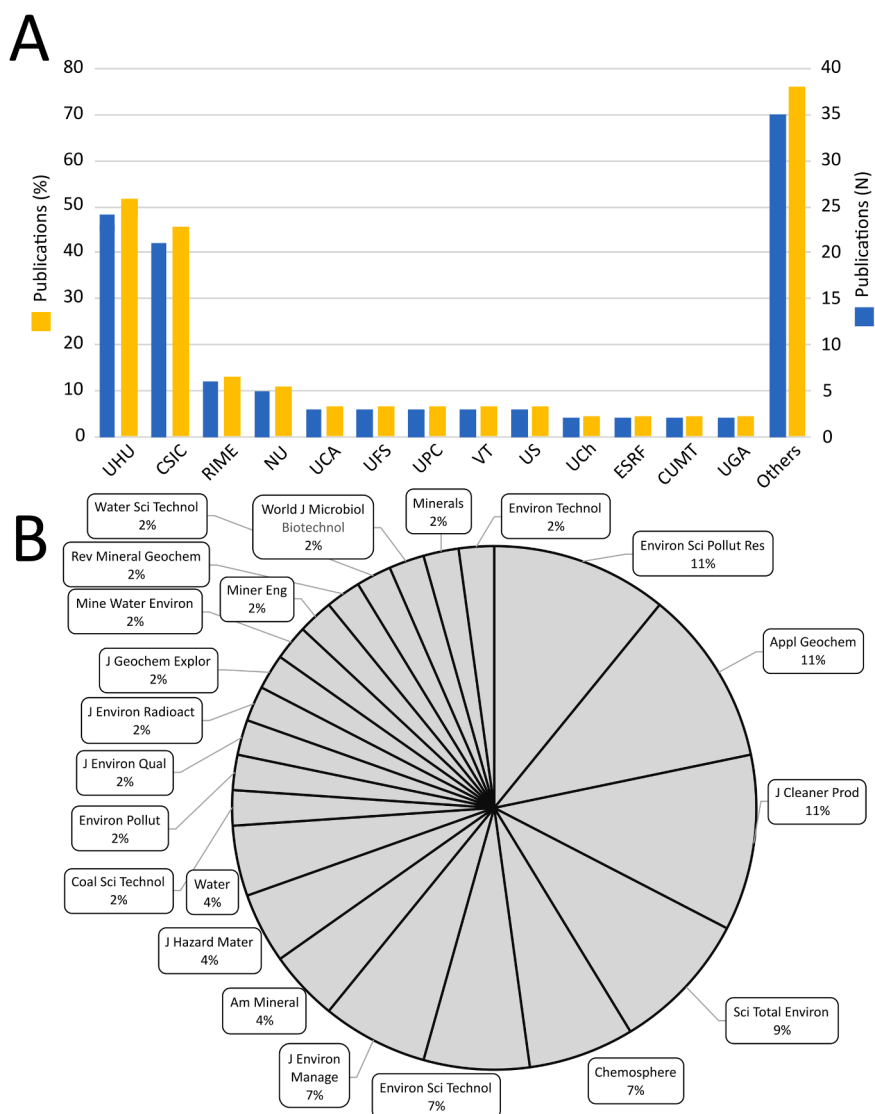 A
80
70
60
50
40
30
20
10
0
Publications (%)
40
35
30
25
20
15
10
5
0
Publications (N)
UHU
CSIC
RIME
NU
UCA
UFS
UPC
VT
US
UCh
ESRF
CUMT
UGA
Others
B
Water Sci Technol
2%
World J Microbiol
Biotechnol
2%
Minerals
2%
Environ Technol
2%
Environ Sci Pollut Res
11%
Rev Mineral Geochem
2%
Miner Eng
2%
Mine Water Environ
2%
Appl Geochem
11%
J Geochem Explor
2%
J Environ Radioact
2%
J Environ Qual
2%
J Cleaner Prod
11%
Environ Pollut
2%
Coal Sci Technol
2%
Water
4%
J Hazard Mater
4%
Am Mineral
4%
Sci Total Environ
9%
J Environ
Manage
7%
Environ Sci Technol
7%
Chemosphere
7%